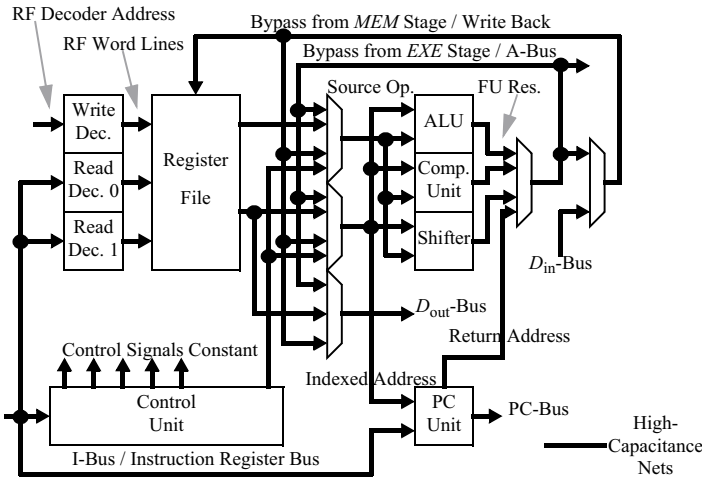 RF Decoder Address
Bypass from MEM Stage / Write Back
RF Word Lines
Bypass from EXE Stage / A-Bus
Source Op.
FU Res.
Write
Dec.
Read
Dec. 0
Read
Dec. 1
Register
File
ALU
Comp.
Unit
Shifter
Din-Bus
Dout-Bus
Return Address
Control Signals Constant
Indexed Address
Control
Unit
PC
Unit
PC-Bus
I-Bus / Instruction Register Bus
High-
Capacitance
Nets